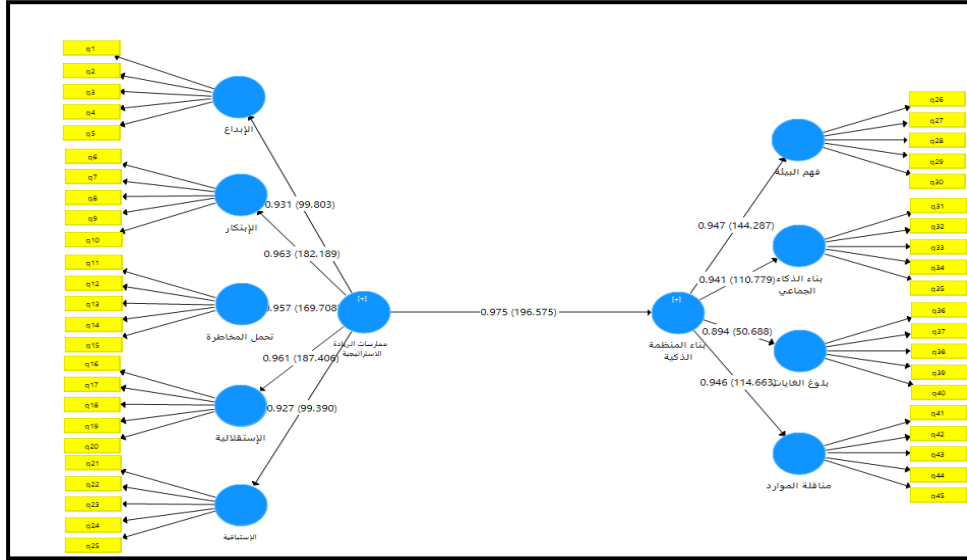 q1
q2
q3
q4
q5
الإبداع
q6
q7
q8
q9
q10
الإبتكار
q11
q12
q13
q14
q15
تحمل المخاطرة
q16
q17
q18
q19
q20
الإستقلالية
q21
q22
q23
q24
q25
الإستباقية
0.931 (99.803)
0.963 (182.189)
0.957 (169.708)
0.961 (187.406)
0.927 (99.390)
[+]
ممارسات الريادة
الاستراتيجية
0.975 (196.575)
[+]
بناء المنظمة
الذكية
0.947 (144.287)
0.941 (110.779)
0.894 (50.688)
0.946 (114.663)
فهم البيئة
q26
q27
q28
q29
q30
بناء الذكاء
الجماعي
q31
q32
q33
q34
q35
بلوغ الغايات
q36
q37
q38
q39
q40
مناقلة الموارد
q41
q42
q43
q44
q45